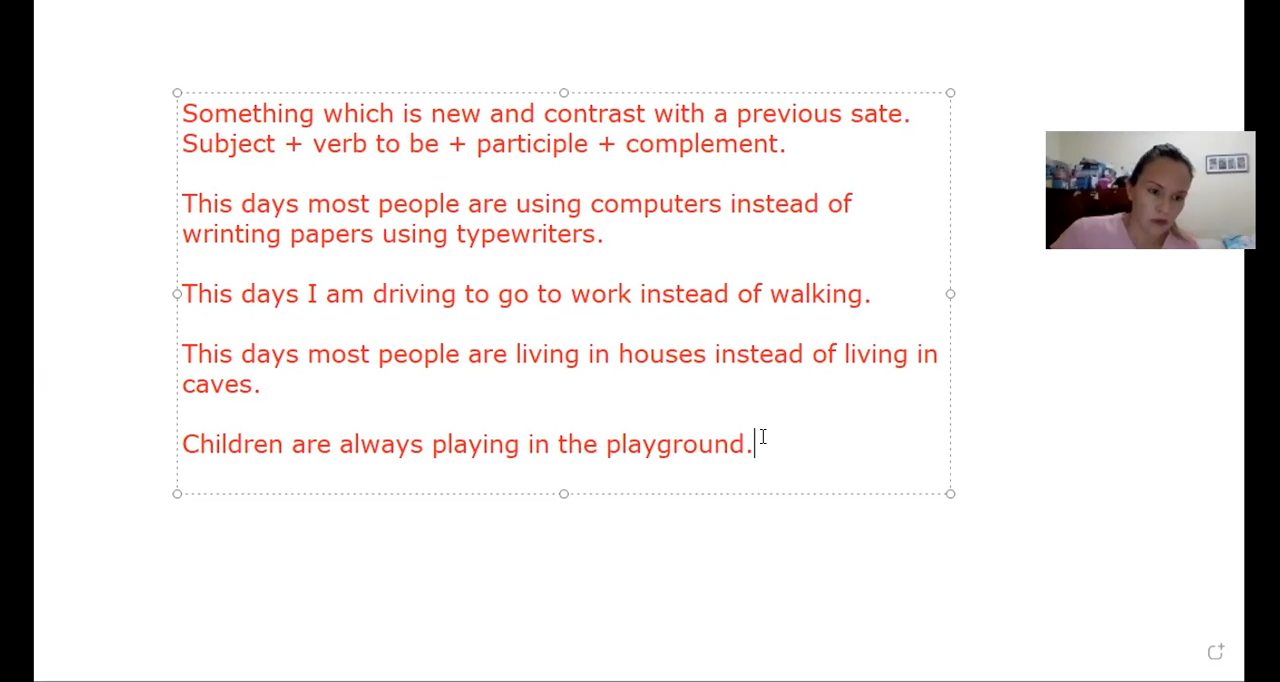 Something which is new and contrast with a previous sate.
Subject + verb to be + participle + complement.
This days most people are using computers instead of
wrinting papers using typewriters.
This days I am driving to go to work instead of walking.
This days most people are living in houses instead of living in
caves.
Children are always playing in the playground.